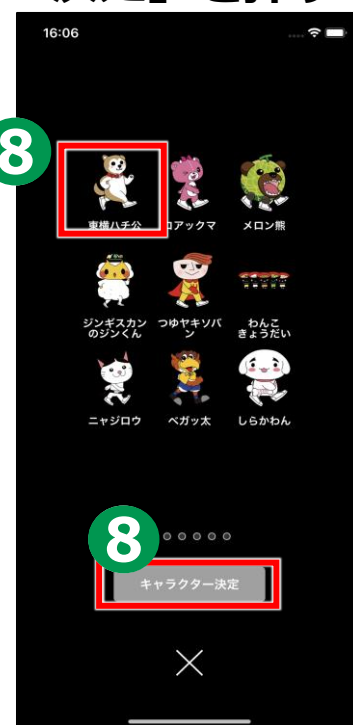 16:06
8
東横ハチ公
コアックマ
メロン熊
ジンギスカン
のジンくん
つゆヤキソバ
ン
わんこ
きょうだい
ニャジロウ
ペガッ太
しらかわん
8
キャラクター決定